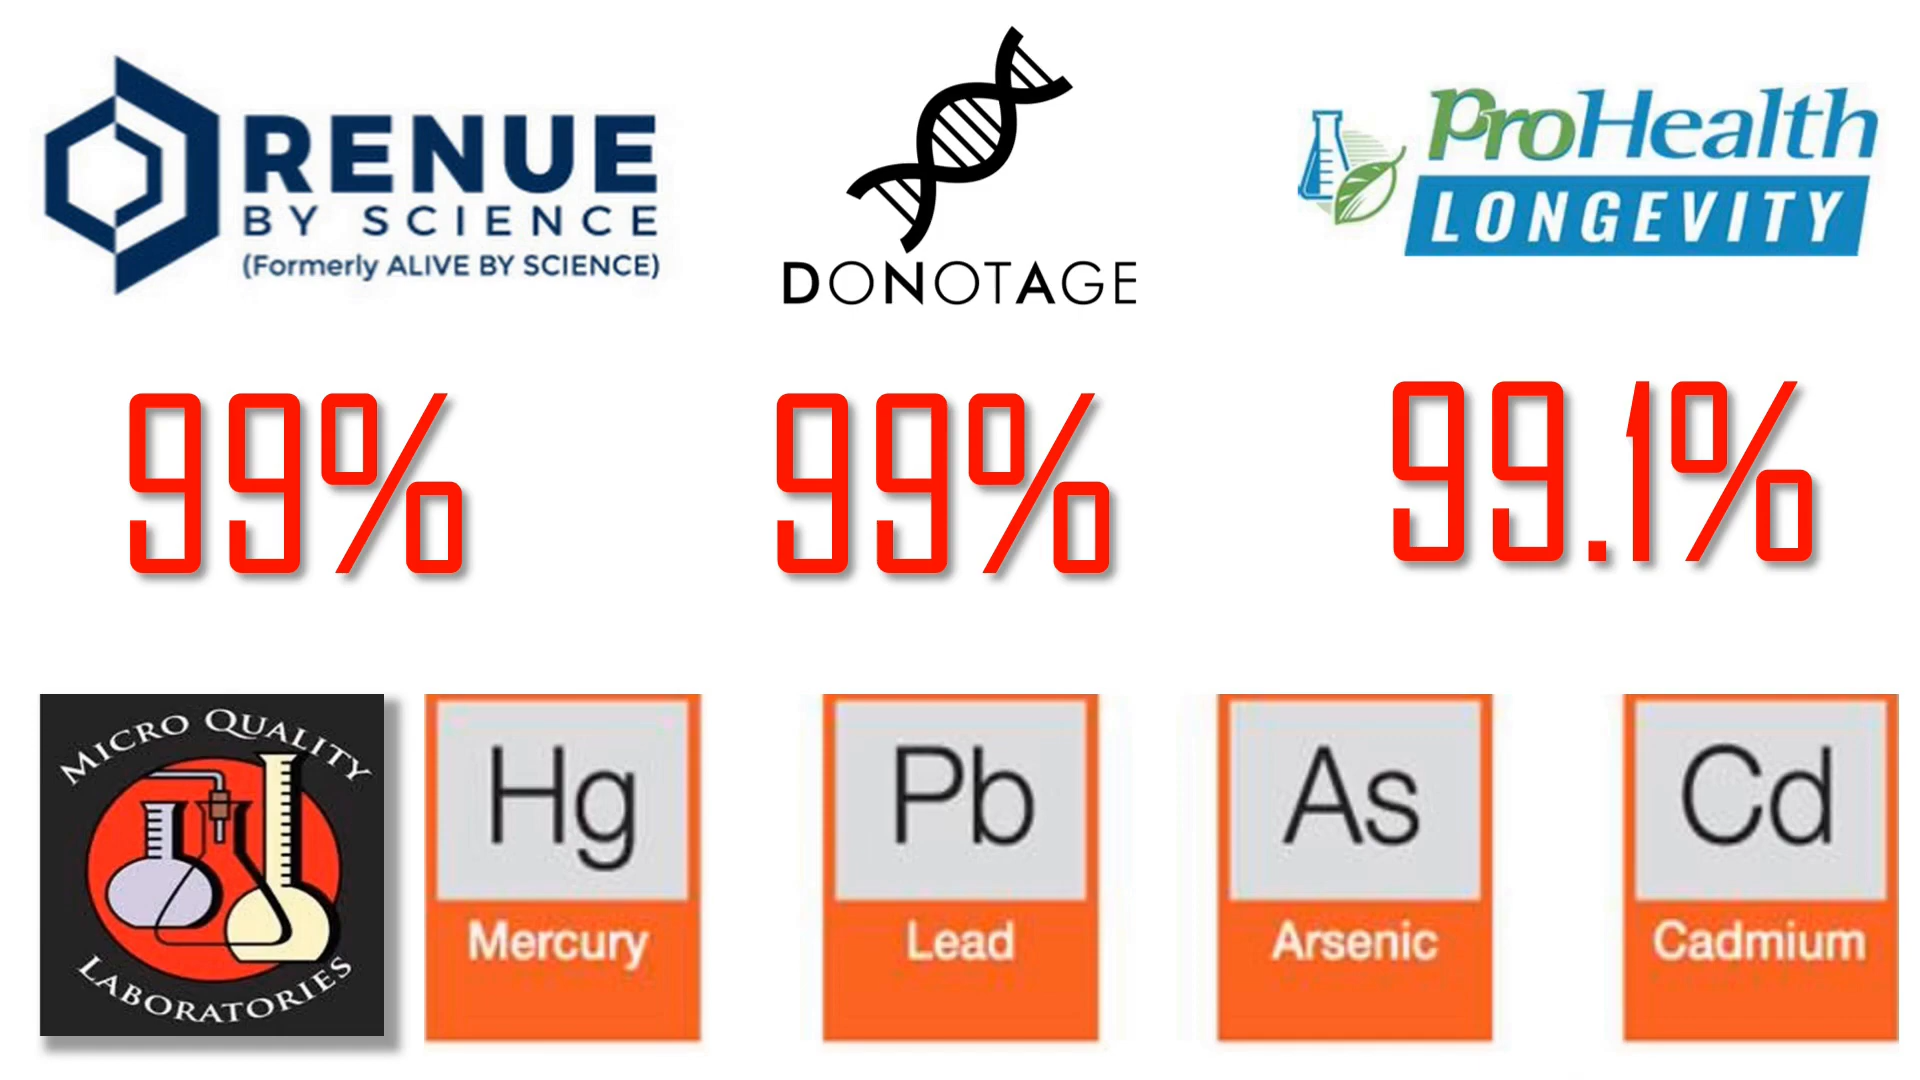 RENUE
BY SCIENCE
(Formerly ALIVE BY SCIENCE)
DONOTAGE
ProHealth
LONGEVITY
99%
99%
99.1%
MICRO QUALITY
LABORATORIES
Hg
Mercury
Pb
Lead
As
Arsenic
Cd
Cadmium